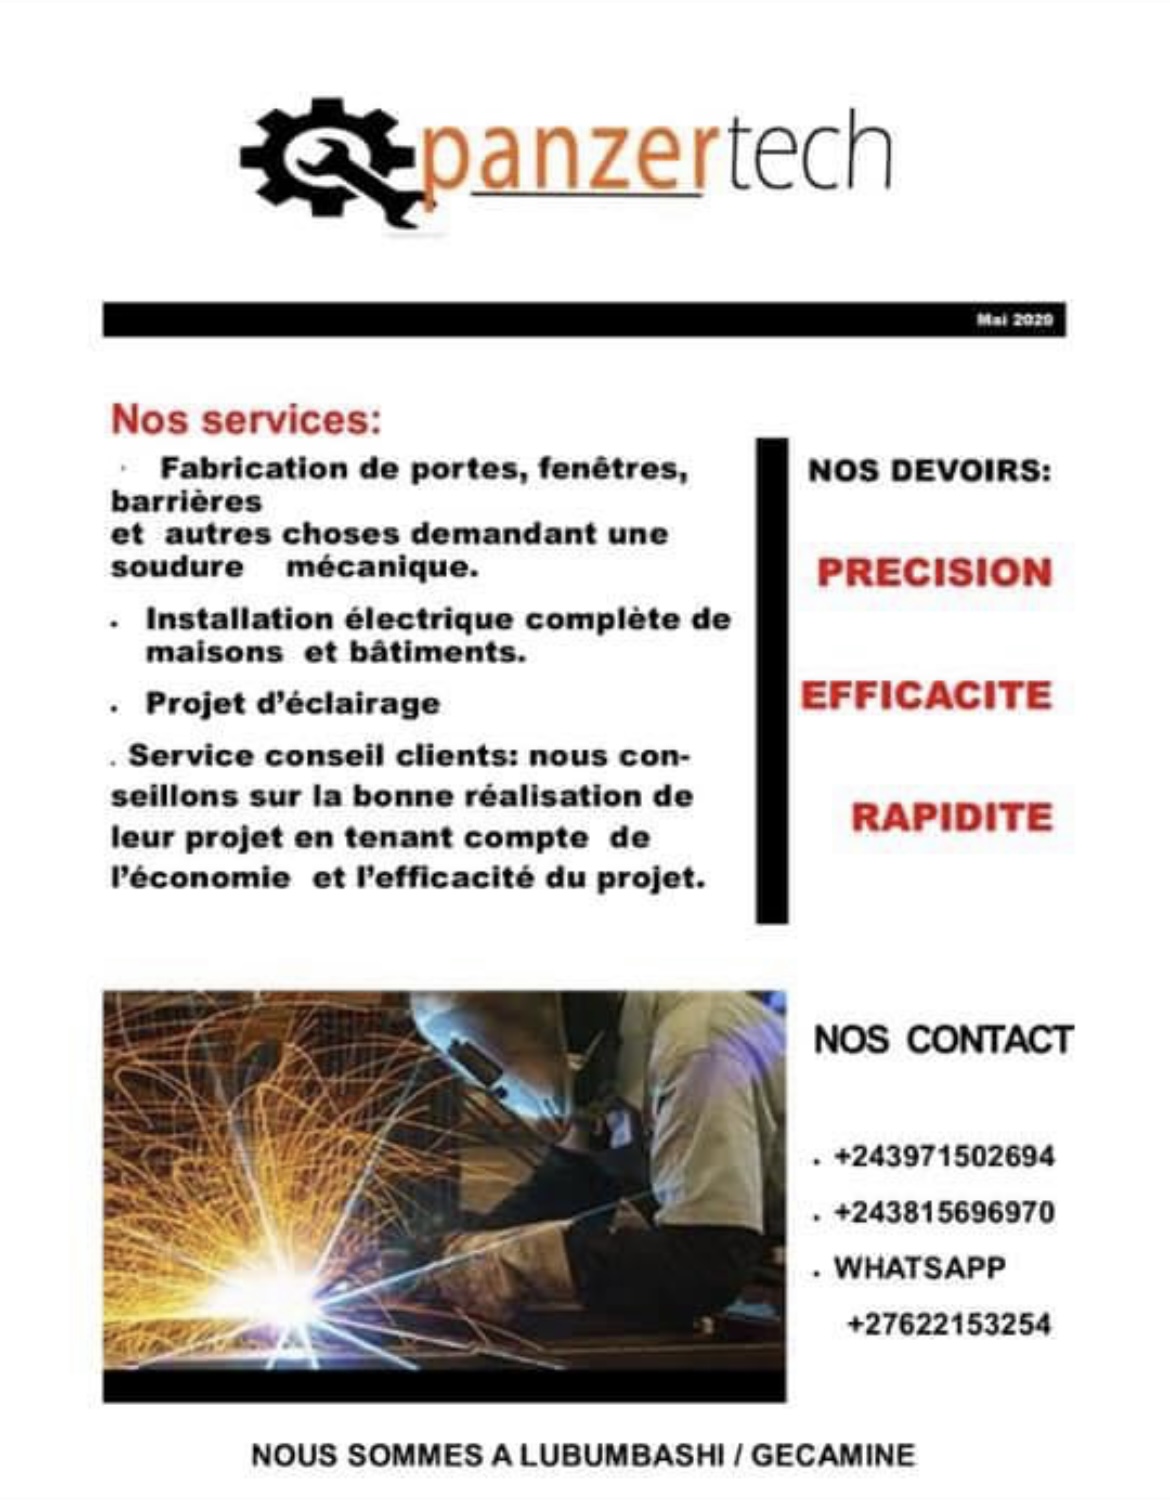 panzertech
Mai 2020
Nos services:
· Fabrication de portes, fenêtres,
barrières
et autres choses demandant une
soudure mécanique.
. Installation électrique complète de
maisons et bâtiments.
. Projet d'éclairage
. Service conseil clients: nous con-
seillons sur la bonne réalisation de
leur projet en tenant compte de
l'économie et l'efficacité du projet.
NOS DEVOIRS:
PRECISION
EFFICACITE
RAPIDITE
NOS CONTACT
. +243971502694
. +243815696970
. WHATSAPP
+27622153254
NOUS SOMMES A LUBUMBASHI / GECAMINE